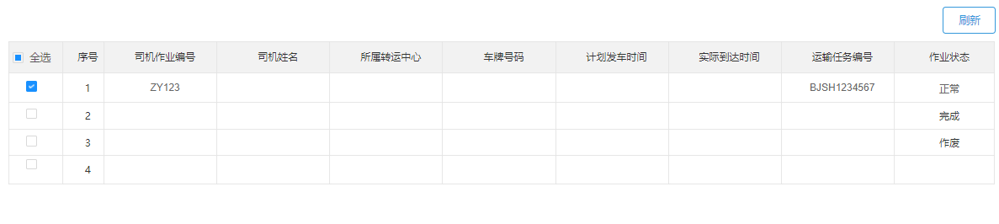 刷新
全选 序号 司机作业编号 司机姓名 所属转运中心 车牌号码 计划发车时间 实际到达时间 运输任务编号 作业状态
1 ZY123 BJSH1234567 正常
2 完成
3 作废
4